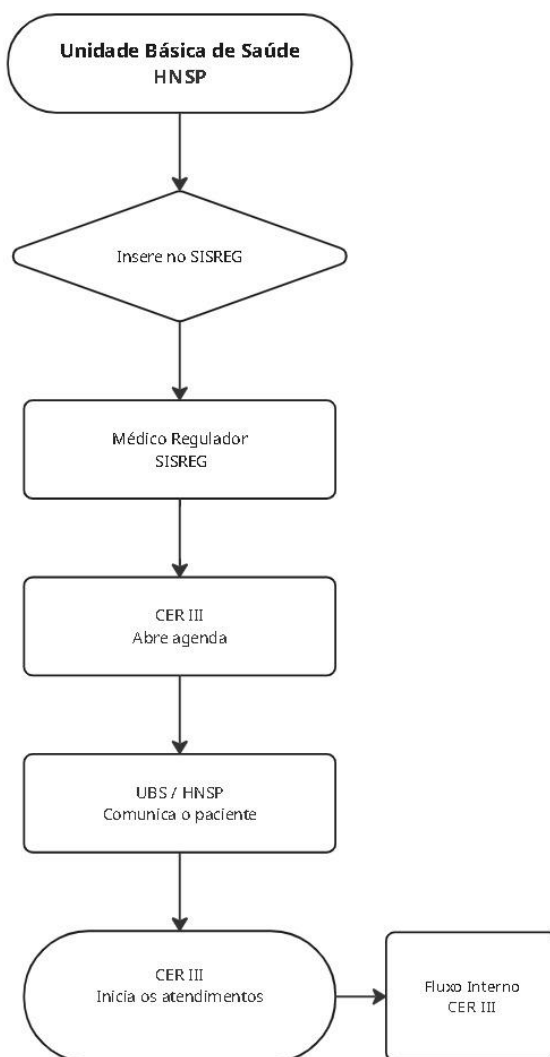 Unidade Básica de Saúde
HNSP
Insere no SISREG
Médico Regulador
SISREG
CER III
Abre agenda
UBS / HNSP
Comunica o paciente
CER III
Inicia os atendimentos
Fluxo Interno
CER III